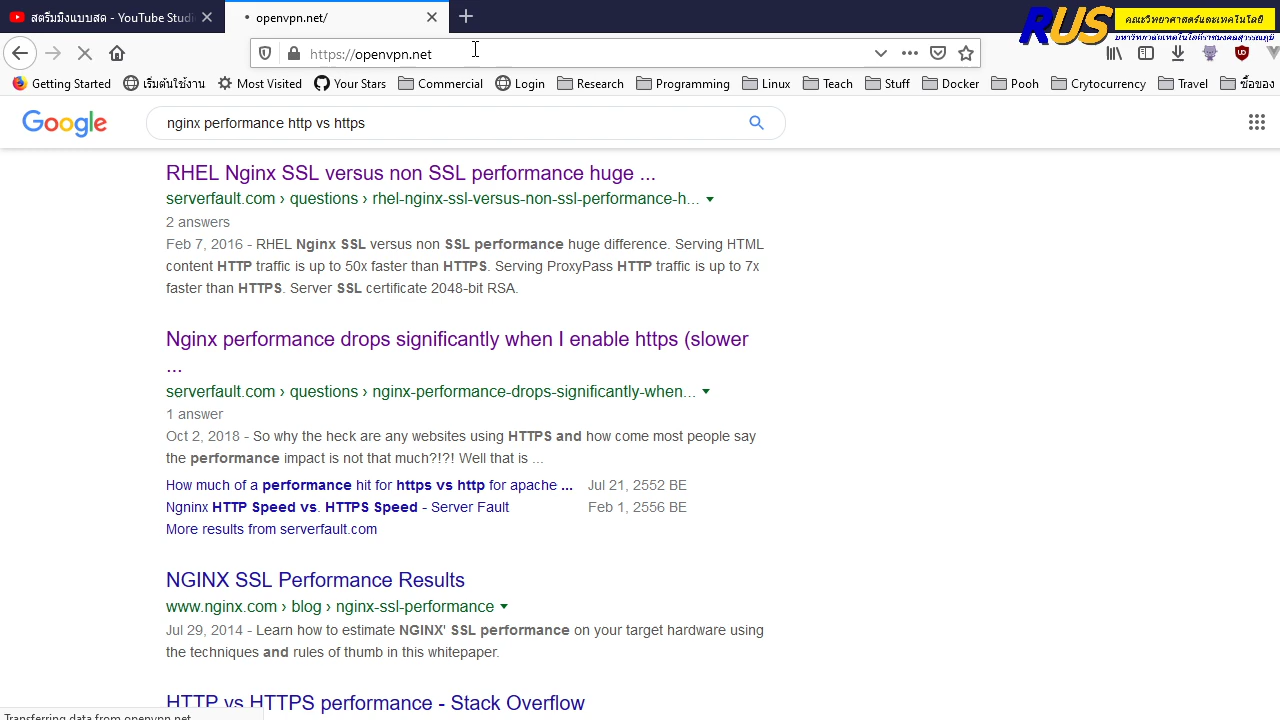 สตรีมมิงแบบสด - YouTube Studi
openvpn.net/
คณะวิทยาศาสตร์และเทคโนโลยี
RUS
มหาวิทยาลัยเทคโนโลยีราชมงคลสุวรรณภูมิ
https://openvpn.net
Getting Started
เริ่มต้นใช้งาน
Most Visited
Your Stars
Commercial
Login
Research
Programming
Linux
Teach
Stuff
Docker
Pooh
Crytocurrency
Travel
ซื้อของ
Google
nginx performance http vs https
RHEL Nginx SSL versus non SSL performance huge ...
serverfault.com › questions › rhel-nginx-ssl-versus-non-ssl-performance-h...
2 answers
Feb 7, 2016 - RHEL Nginx SSL versus non SSL performance huge difference. Serving HTML
content HTTP traffic is up to 50x faster than HTTPS. Serving ProxyPass HTTP traffic is up to 7x
faster than HTTPS. Server SSL certificate 2048-bit RSA.
Nginx performance drops significantly when I enable https (slower
...
serverfault.com › questions › nginx-performance-drops-significantly-when...
1 answer
Oct 2, 2018 - So why the heck are any websites using HTTPS and how come most people say
the performance impact is not that much?!?! Well that is ...
How much of a performance hit for https vs http for apache ... Jul 21, 2552 BE
Ngninx HTTP Speed vs. HTTPS Speed - Server Fault Feb 1, 2556 BE
More results from serverfault.com
NGINX SSL Performance Results
www.nginx.com › blog › nginx-ssl-performance
Jul 29, 2014 - Learn how to estimate NGINX' SSL performance on your target hardware using
the techniques and rules of thumb in this whitepaper.
HTTP vs HTTPS performance - Stack Overflow
Transferring data from openvpn.net...